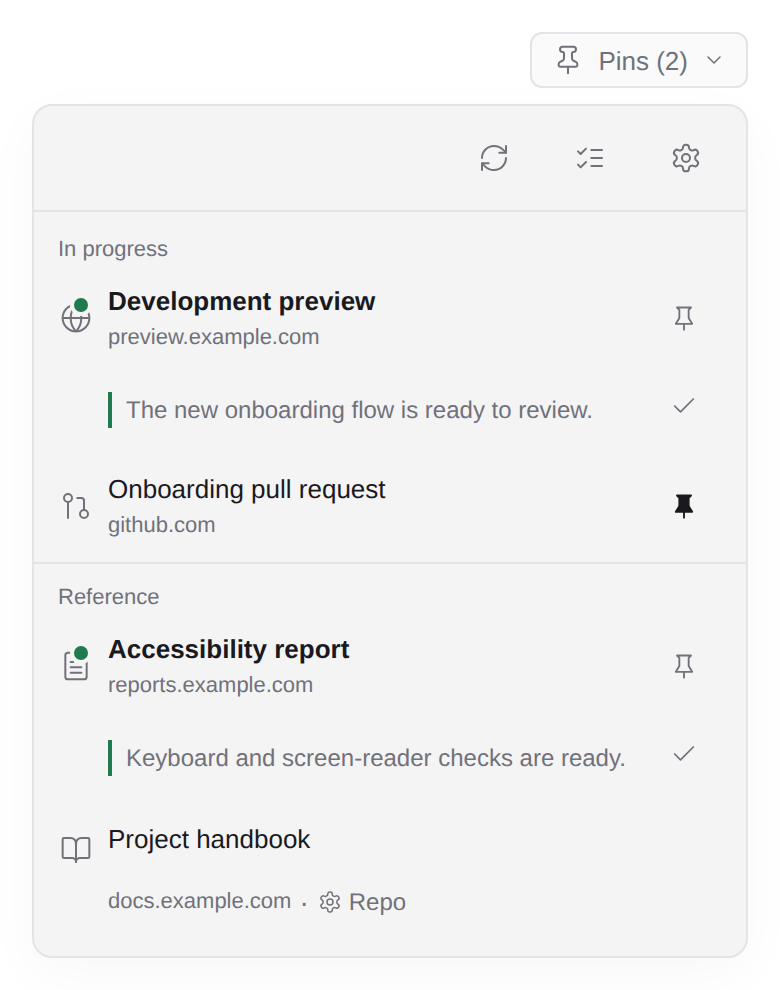 Pins (2)
In progress
Development preview
preview.example.com
The new onboarding flow is ready to review.
Onboarding pull request
github.com
Reference
Accessibility report
reports.example.com
Keyboard and screen-reader checks are ready.
Project handbook
docs.example.com · Repo